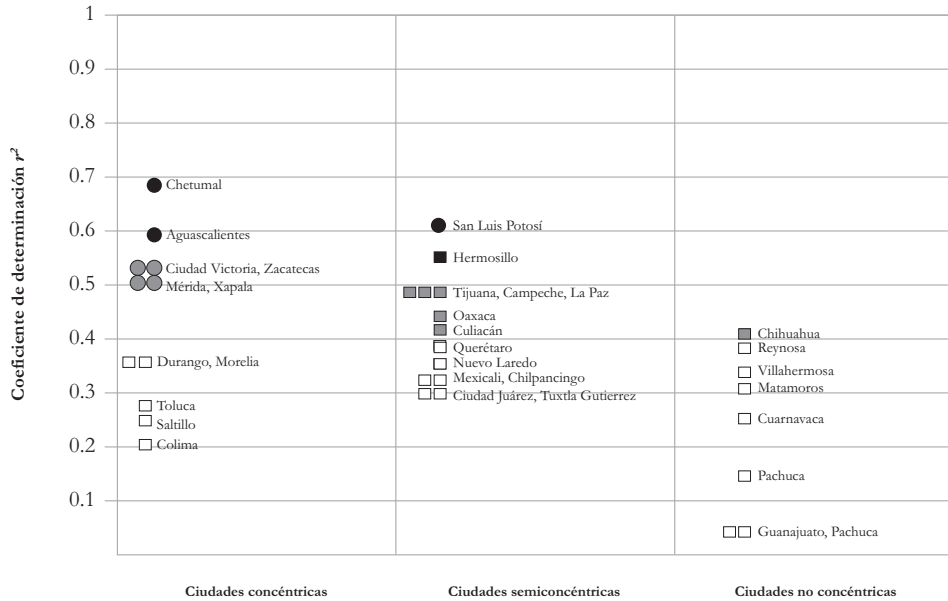 Coeficiente de determinación r²
1
0.9
0.8
0.7
0.6
0.5
0.4
0.3
0.2
0.1
Chetumal
Aguascalientes
Ciudad Victoria, Zacatecas
Mérida, Xapala
Durango, Morelia
Toluca
Saltillo
Colima
San Luis Potosí
Hermosillo
Tijuana, Campeche, La Paz
Oaxaca
Culiacán
Querétaro
Nuevo Laredo
Mexicali, Chilpancingo
Ciudad Juárez, Tuxtla Gutierrez
Chihuahua
Reynosa
Villahermosa
Matamoros
Cuarnavaca
Pachuca
Guanajuato, Pachuca
Ciudades concéntricas
Ciudades semiconcéntricas
Ciudades no concéntricas